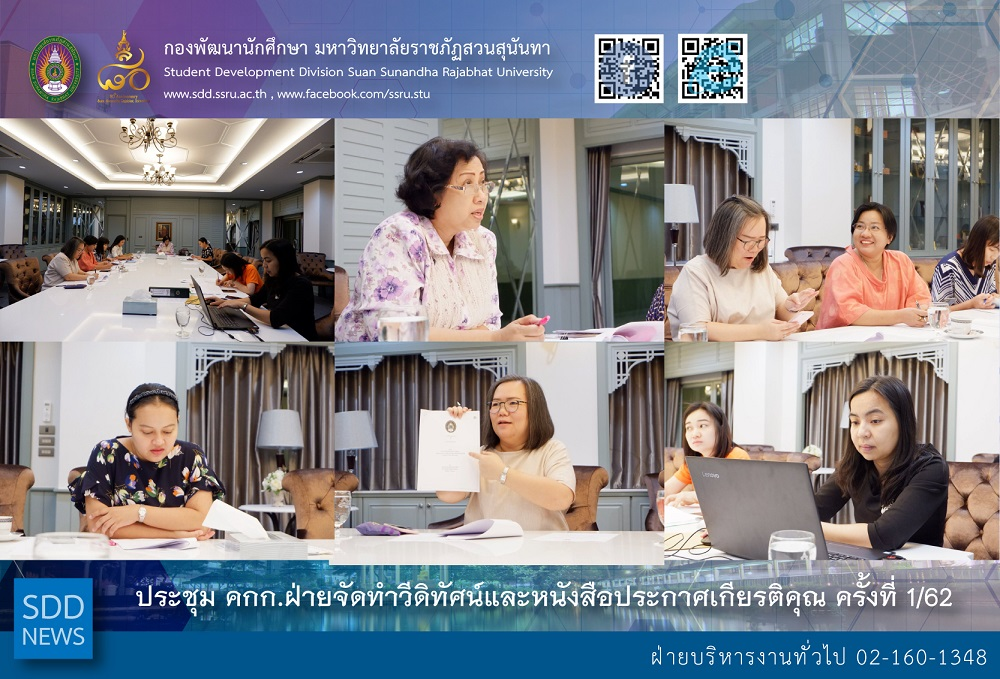 กองพัฒนานักศึกษา มหาวิทยาลัยราชภัฏสวนสุนันทา
Student Development Division Suan Sunandha Rajabhat University
www.sdd.ssru.ac.th , www.facebook.com/ssru.stu
Lenovo
SDD
NEWS
ประชุม คกก.ฝ่ายจัดทำวีดิทัศน์และหนังสือประกาศเกียรติคุณ ครั้งที่ 1/62
ฝ่ายบริหารงานทั่วไป 02-160-1348